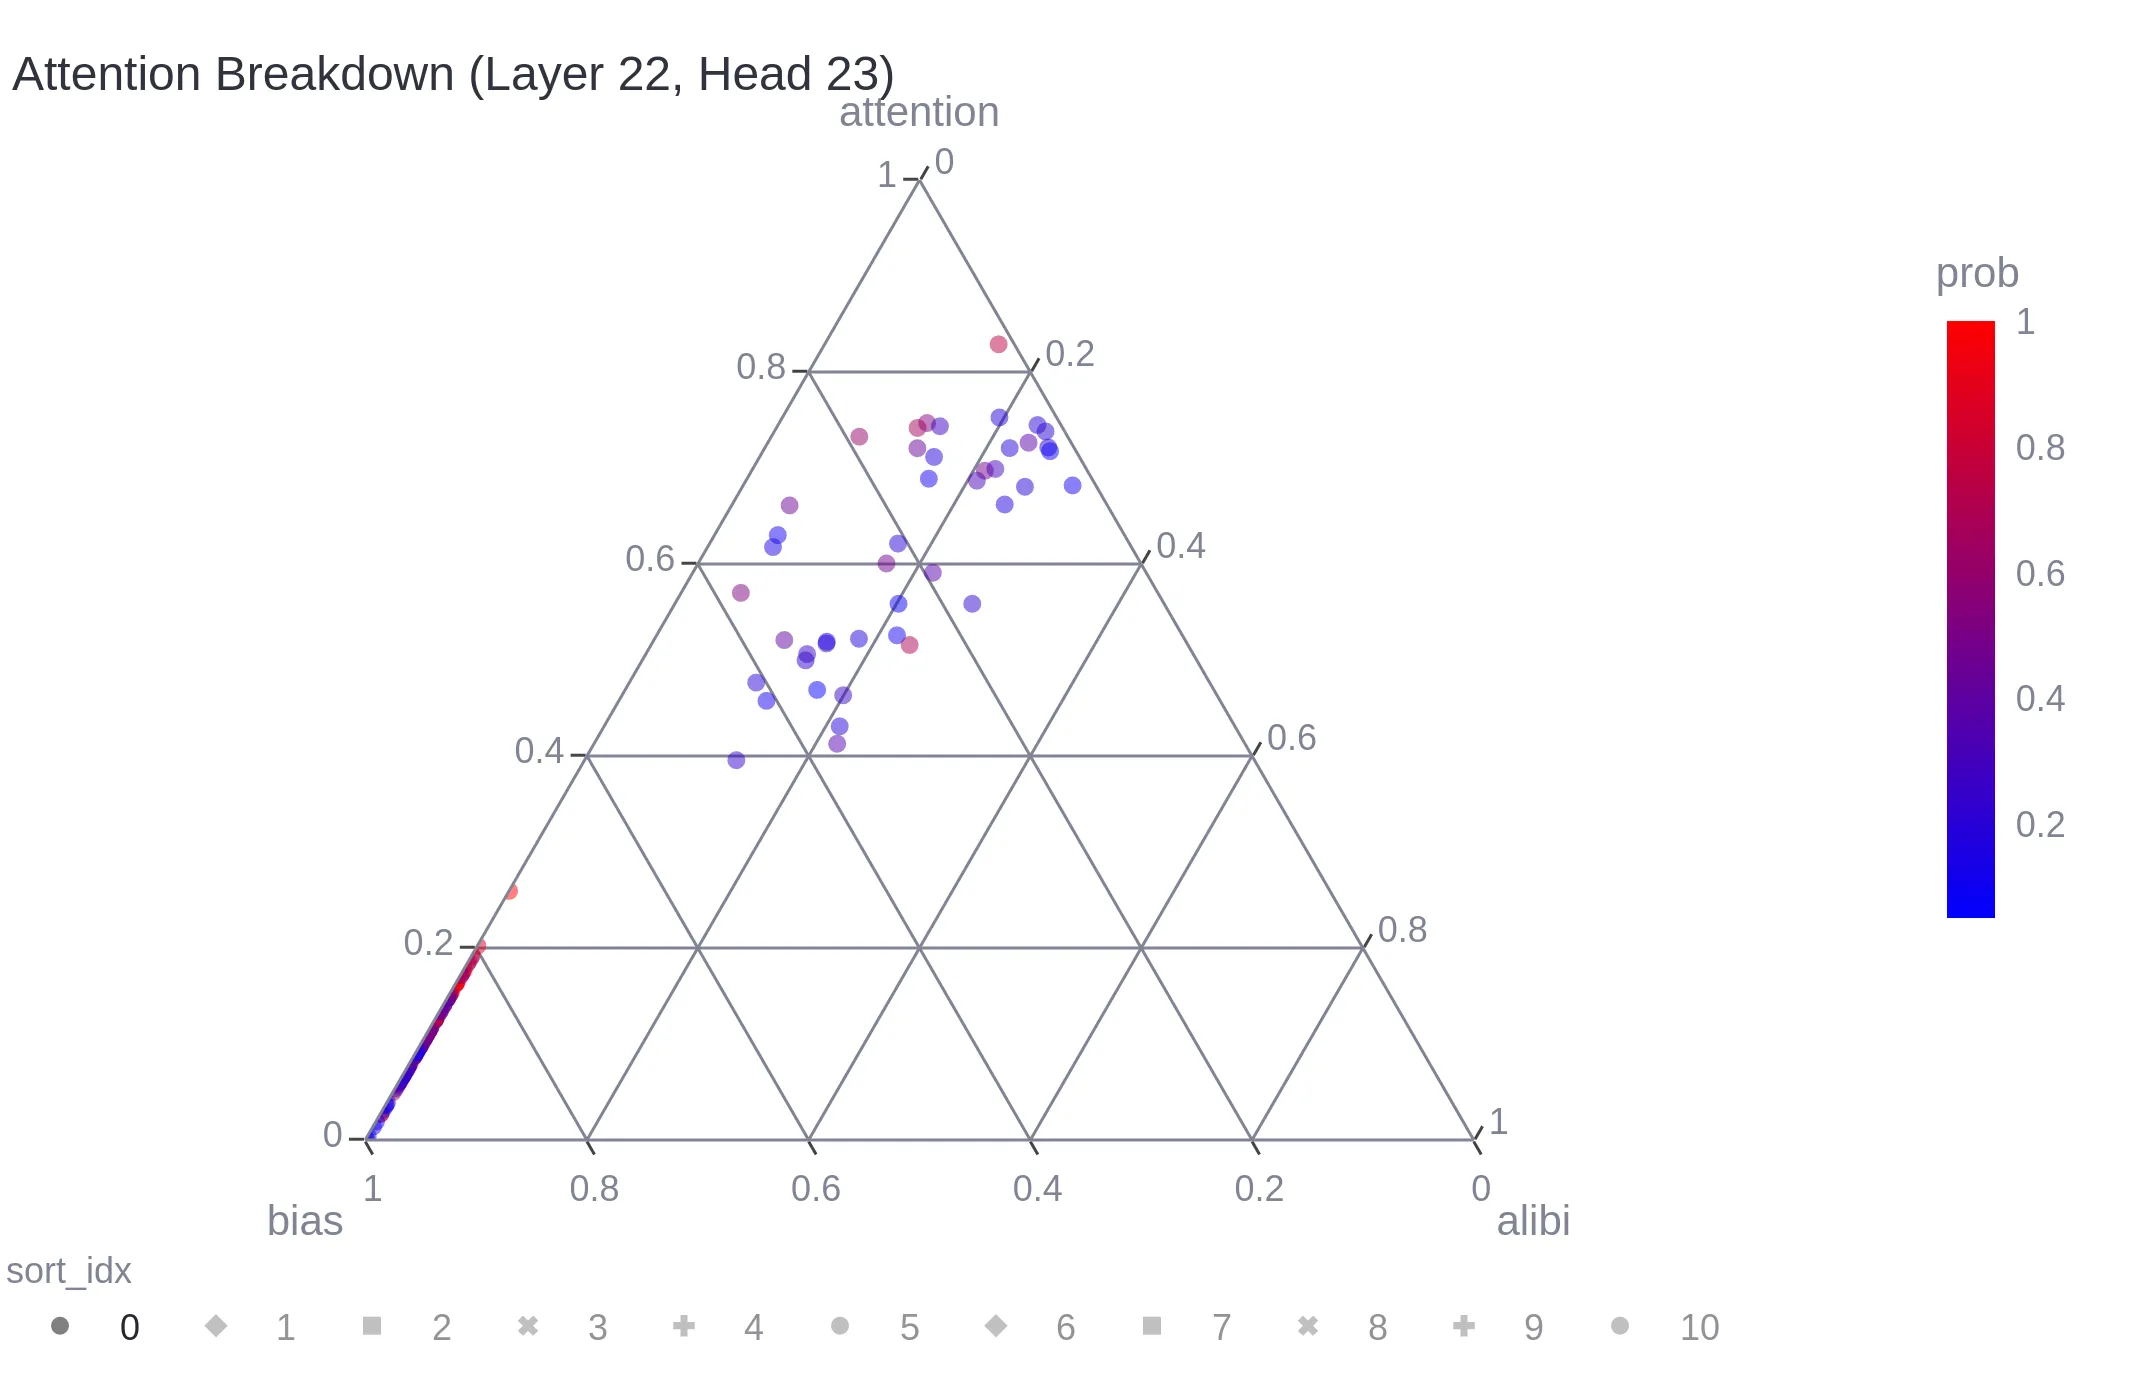 Attention Breakdown (Layer 22, Head 23)
attention
1 0
0.8 0.2
0.6 0.4
0.4 0.6
0.2 0.8
0 1
1 0.8 0.6 0.4 0.2 0
bias alibi
prob
1
0.8
0.6
0.4
0.2
sort_idx
0 1 2 3 4 5 6 7 8 9 10